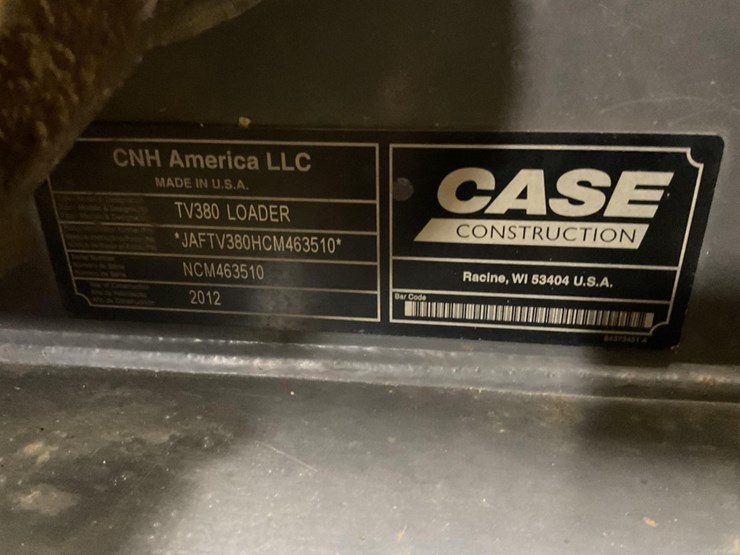 CNH America LLC
MADE IN U.S.A.
TV380 LOADER
*JAFTV380HCM463510*
NCM463510
2012
CASE
CONSTRUCTION
Racine, WI 53404 U.S.A.
Bar Code